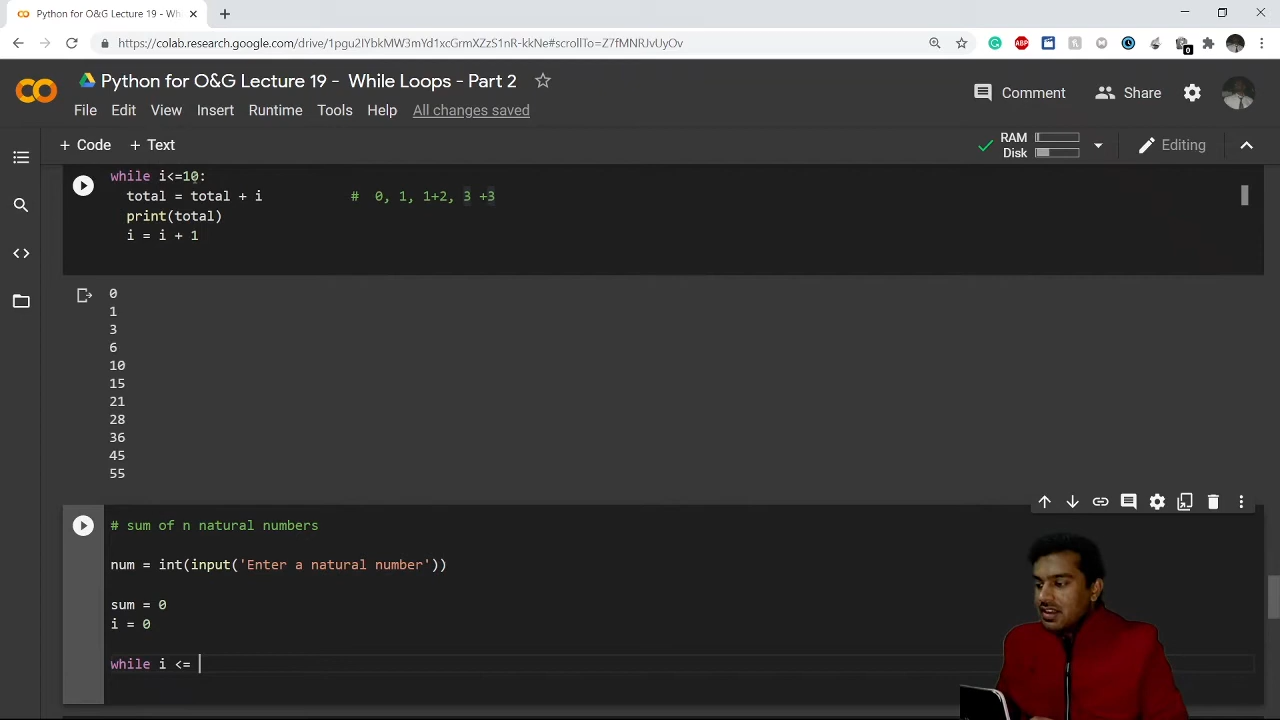 Python for O&G Lecture 19 - Wh
https://colab.research.google.com/drive/1pgu2lYbkMW3mYd1xcGrmXZzS1nR-kkNe#scrollTo=Z7fMNRJvUyOv
Python for O&G Lecture 19 - While Loops - Part 2
Comment
Share
File Edit View Insert Runtime Tools Help All changes saved
+ Code + Text
RAM
Disk
Editing
while i<=10:
total = total + i # 0, 1, 1+2, 3 +3
print(total)
i = i + 1
0
1
3
6
10
15
21
28
36
45
55
# sum of n natural numbers
num = int(input('Enter a natural number'))
sum = 0
i = 0
while i <=